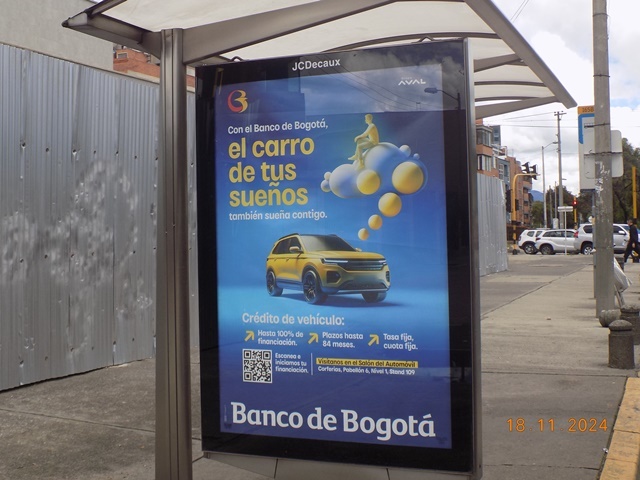 JCDecaux
AVAL
Con el Banco de Bogotá,
el carro
de tus
sueños
también sueña contigo.
Crédito de vehículo:
Hasta 100% de
financiación.
Plazos hasta
84 meses.
Tasa fija,
cuota fija.
Escanea e
iniciamos tu
financiación.
Visítanos en el Salón del Automóvil
Corferias, Pabellón 6, Nivel 1, Stand 109
Banco de Bogotá
18 11 2024